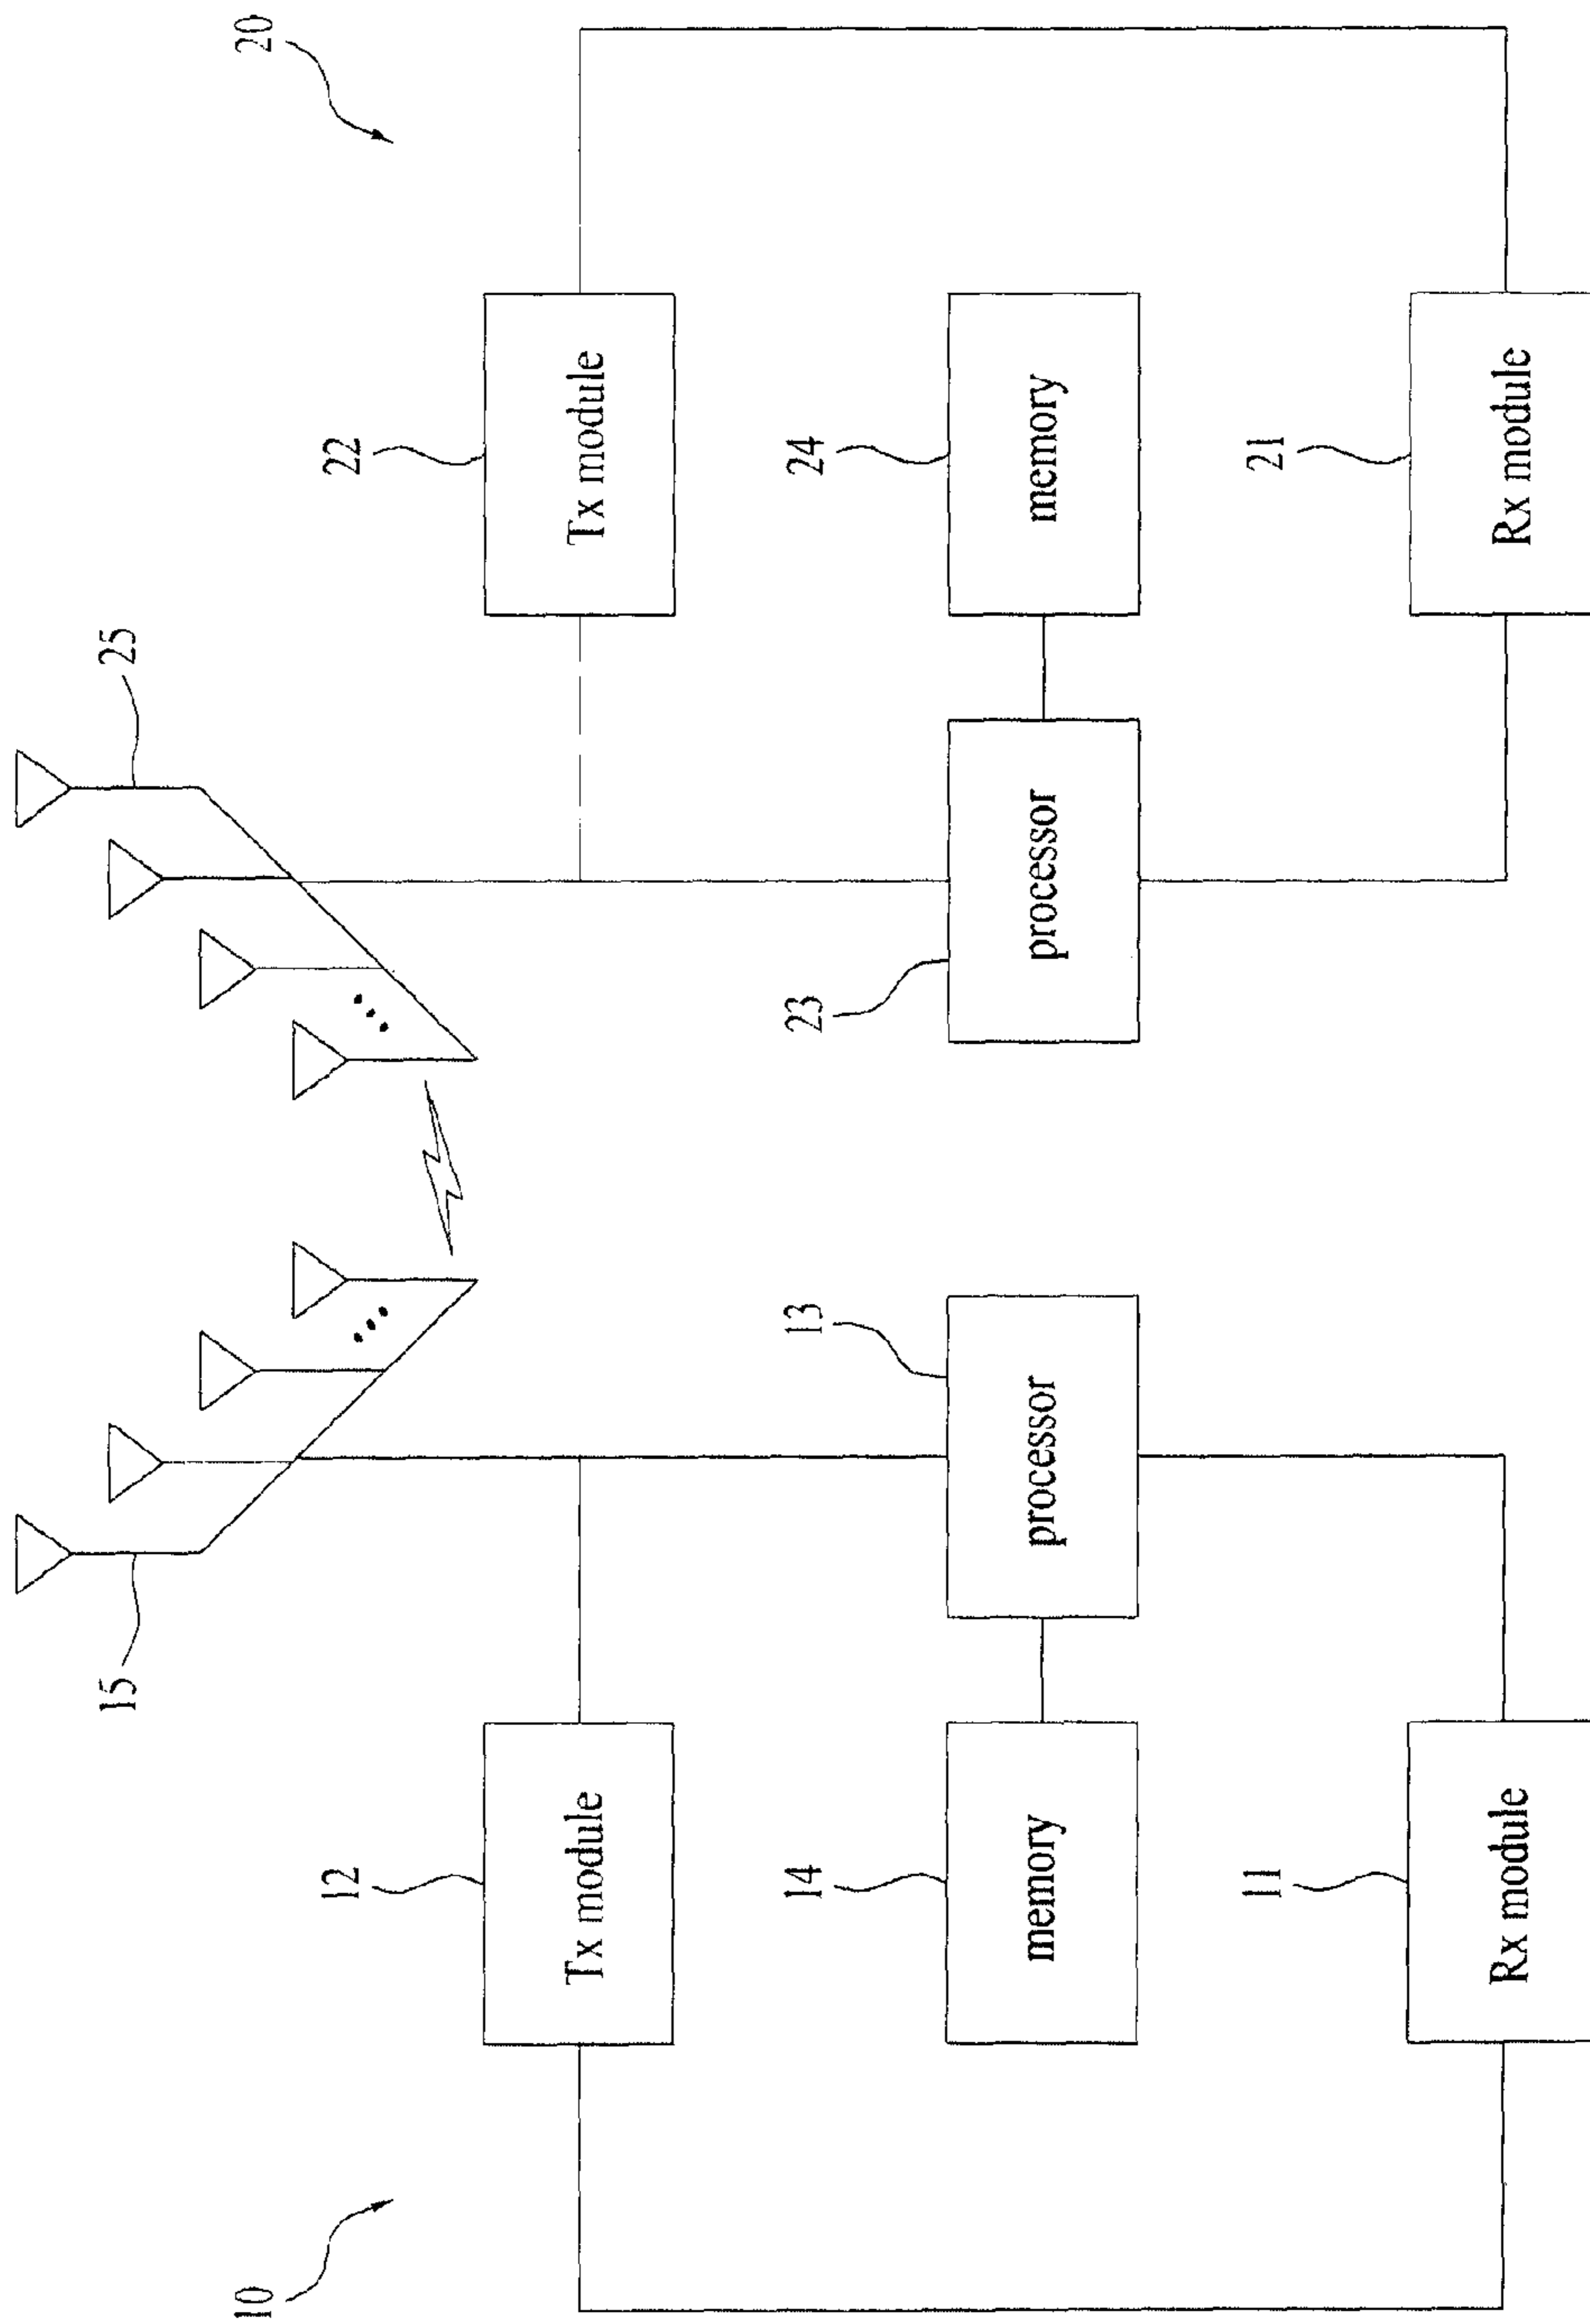 10
20
15
25
12
Tx module
22
Tx module
14
memory
13
processor
23
processor
24
memory
11
Rx module
21
Rx module